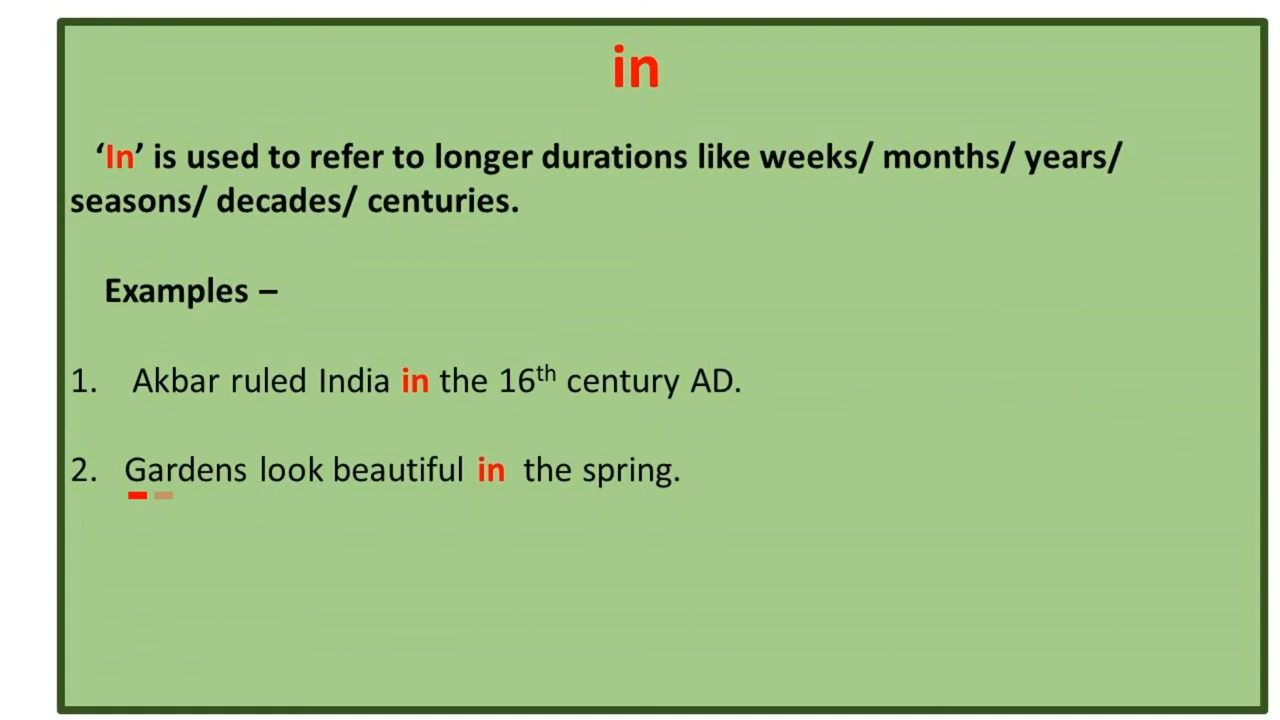 in
‘In’ is used to refer to longer durations like weeks/ months/ years/
seasons/ decades/ centuries.
Examples –
1. Akbar ruled India in the 16th century AD.
2. Gardens look beautiful in the spring.